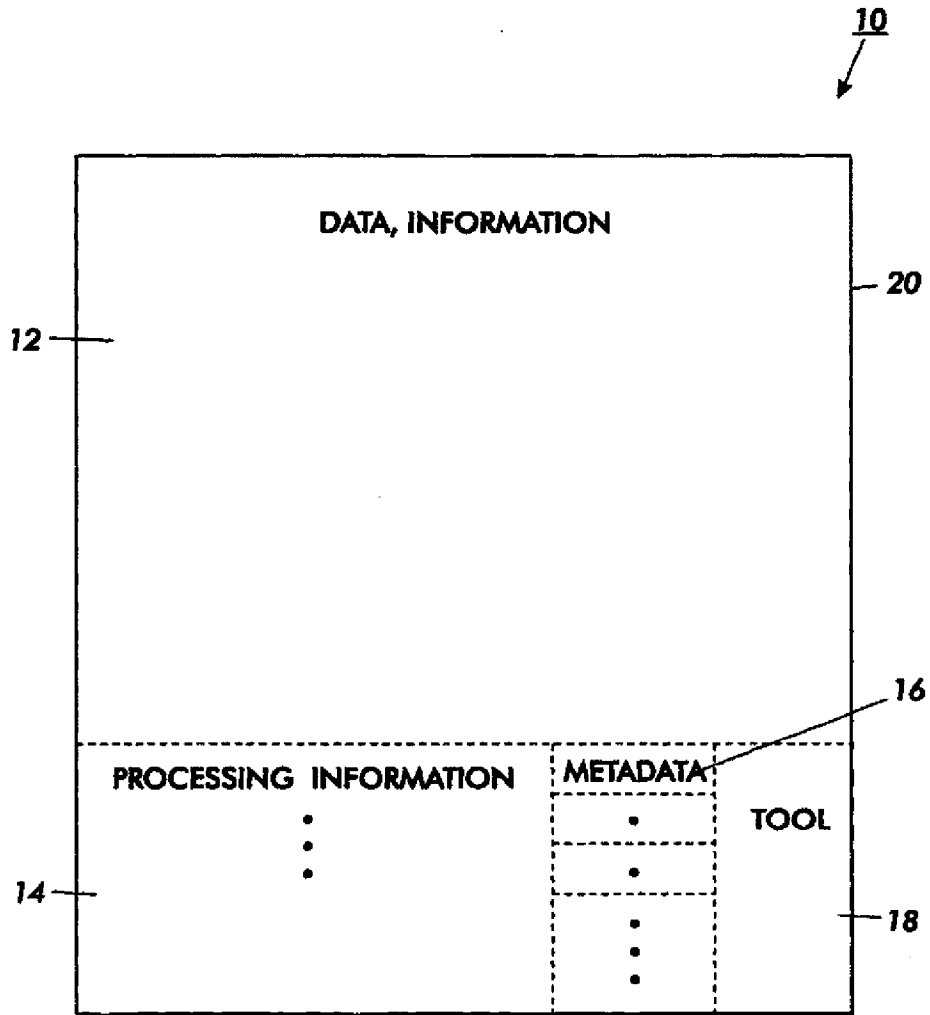 10
DATA, INFORMATION
20
12
16
PROCESSING INFORMATION
METADATA
TOOL
14
18